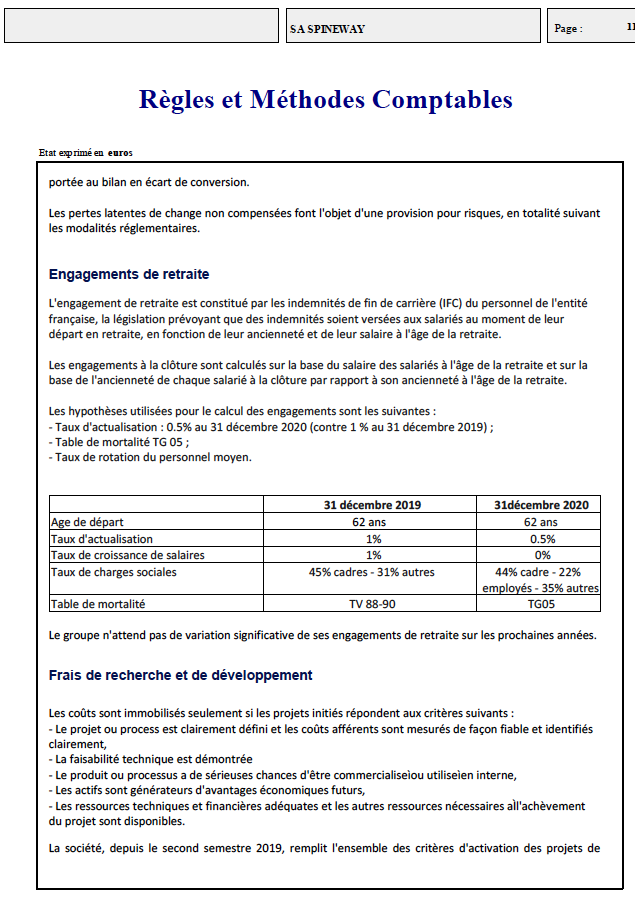 SA SPINEWAY
Page : 11
Règles et Méthodes Comptables
Etat exprimé en euros
portée au bilan en écart de conversion.
Les pertes latentes de change non compensées font l'objet d'une provision pour risques, en totalité suivant
les modalités réglementaires.
Engagements de retraite
L'engagement de retraite est constitué par les indemnités de fin de carrière (IFC) du personnel de l'entité
française, la législation prévoyant que des indemnités soient versées aux salariés au moment de leur
départ en retraite, en fonction de leur ancienneté et de leur salaire à l'âge de la retraite.
Les engagements à la clôture sont calculés sur la base du salaire des salariés à l'âge de la retraite et sur la
base de l'ancienneté de chaque salarié à la clôture par rapport à son ancienneté à l'âge de la retraite.
Les hypothèses utilisées pour le calcul des engagements sont les suivantes :
- Taux d'actualisation : 0.5% au 31 décembre 2020 (contre 1 % au 31 décembre 2019) ;
- Table de mortalité TG 05 ;
- Taux de rotation du personnel moyen.
31 décembre 2019 31décembre 2020
Age de départ 62 ans 62 ans
Taux d'actualisation 1% 0.5%
Taux de croissance de salaires 1% 0%
Taux de charges sociales 45% cadres - 31% autres 44% cadre - 22%
employés - 35% autres
Table de mortalité TV 88-90 TG05
Le groupe n'attend pas de variation significative de ses engagements de retraite sur les prochaines années.
Frais de recherche et de développement
Les coûts sont immobilisés seulement si les projets initiés répondent aux critères suivants :
- Le projet ou process est clairement défini et les coûts afférents sont mesurés de façon fiable et identifiés
clairement,
- La faisabilité technique est démontrée
- Le produit ou processus a de sérieuses chances d'être commercialiseìou utiliseìen interne,
- Les actifs sont générateurs d'avantages économiques futurs,
- Les ressources techniques et financières adéquates et les autres ressources nécessaires aÌl'achèvement
du projet sont disponibles.
La société, depuis le second semestre 2019, remplit l'ensemble des critères d'activation des projets de